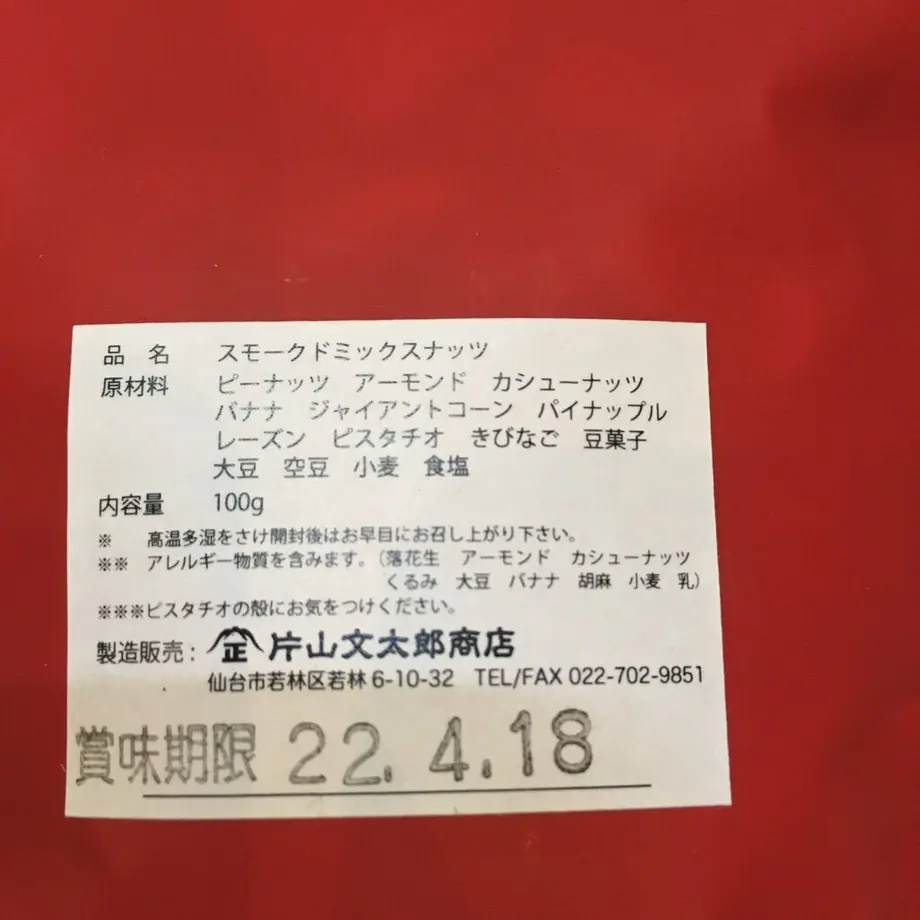 品 名 スモークドミックスナッツ
原材料 ピーナッツ アーモンド カシューナッツ
バナナ ジャイアントコーン パイナップル
レーズン ピスタチオ きびなご 豆菓子
大豆 空豆 小麦 食塩
内容量 100g
※ 高温多湿をさけ開封後はお早目にお召し上がり下さい。
※※ アレルギー物質を含みます。(落花生 アーモンド カシューナッツ
くるみ 大豆 バナナ 胡麻 小麦 乳)
※※※ピスタチオの殻にお気をつけください。
製造販売: 正 片山文太郎商店
仙台市若林区若林 6-10-32 TEL/FAX 022-702-9851
賞味期限 22.4.18